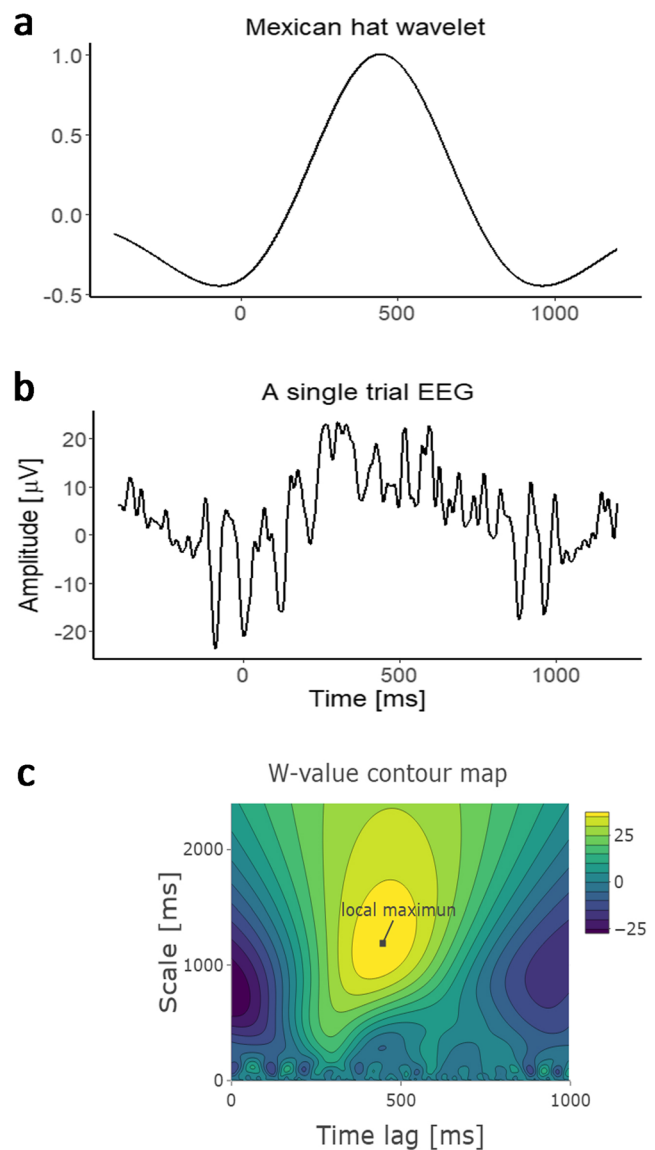 a
Mexican hat wavelet
1.0
0.5
0.0
-0.5
0 500 1000
b
A single trial EEG
Amplitude [μV]
20
10
0
-10
-20
0 500 1000
Time [ms]
c
W-value contour map
Scale [ms]
2000
1000
0
local maximun
25
0
−25
0 500 1000
Time lag [ms]